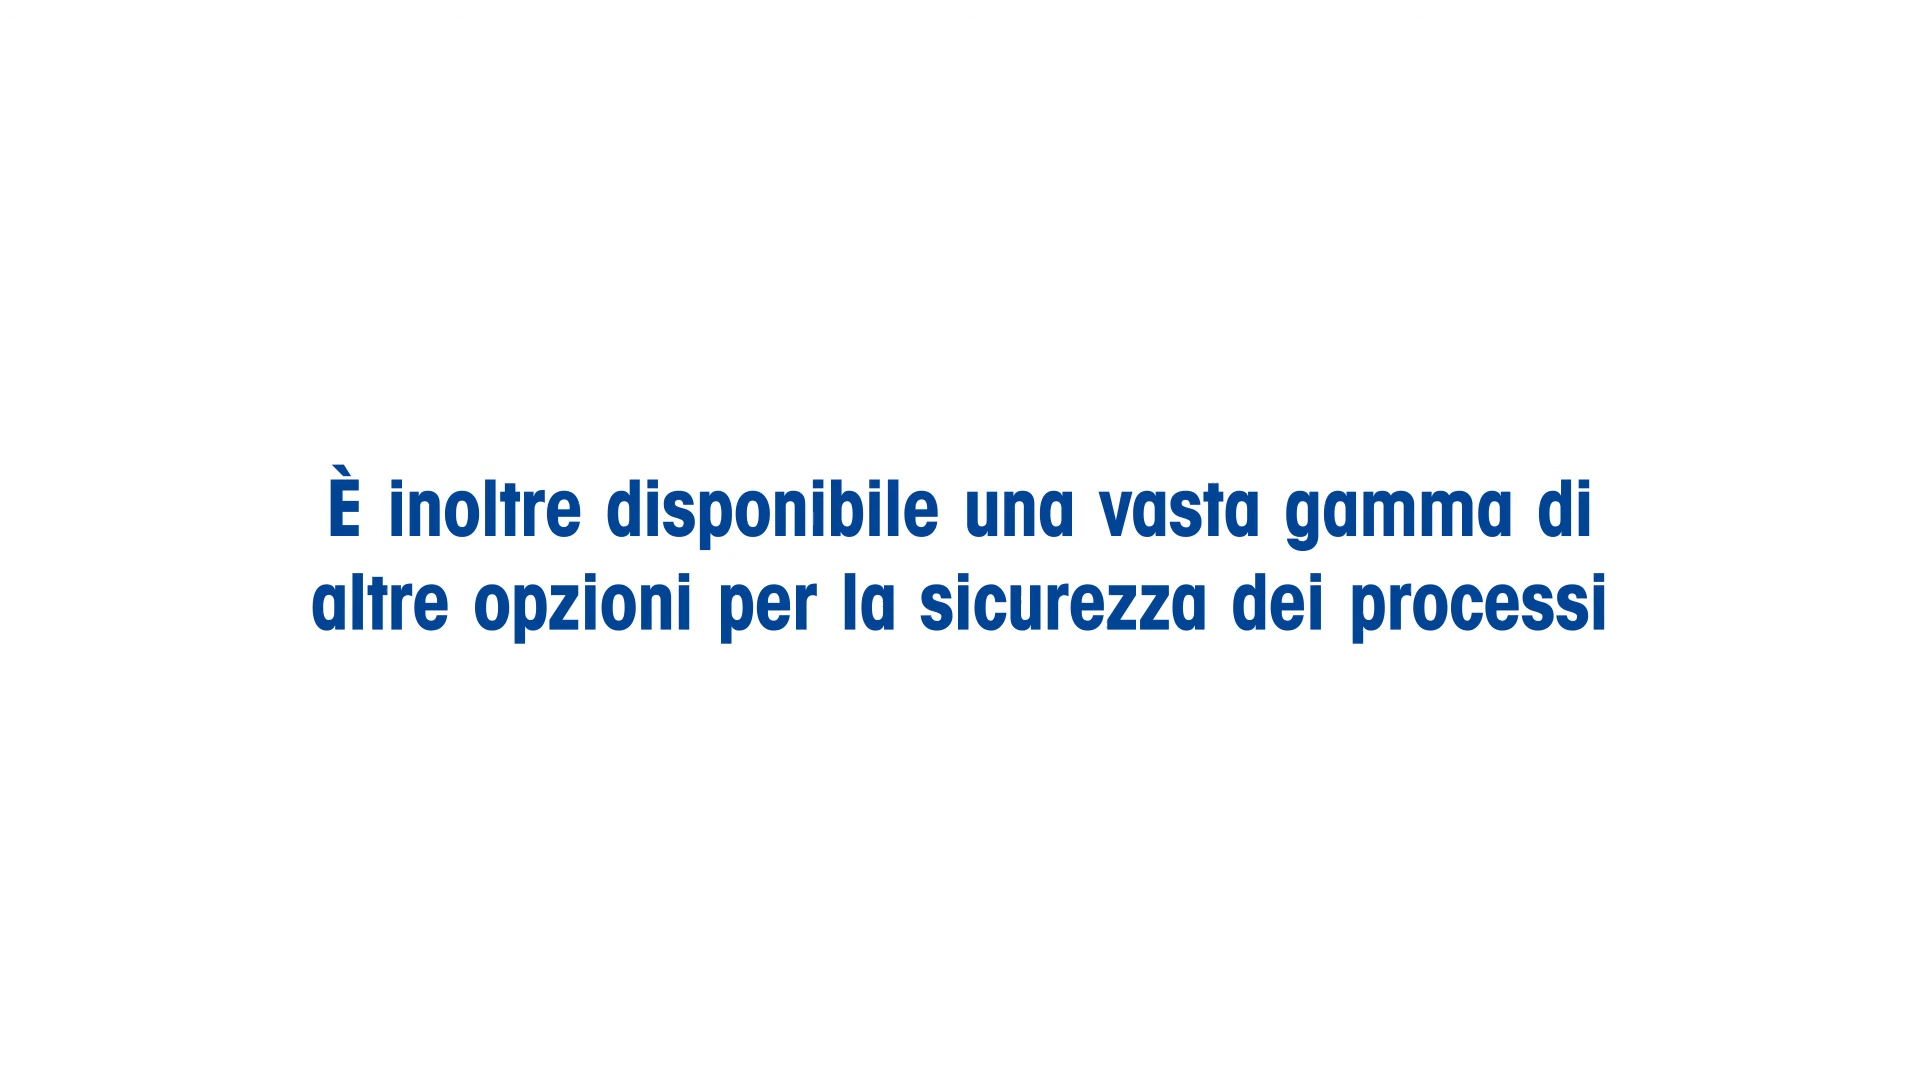 È inoltre disponibile una vasta gamma di
altre opzioni per la sicurezza dei processi